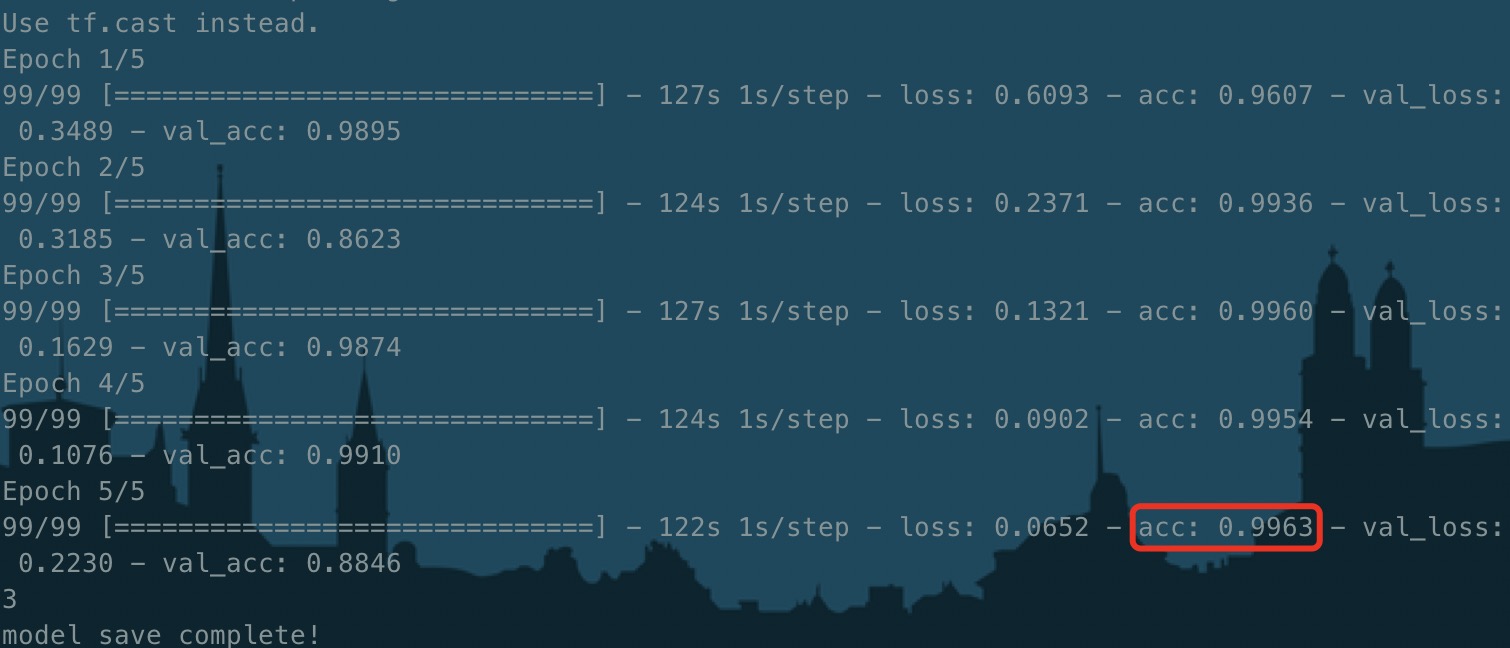 Use tf.cast instead.
Epoch 1/5
99/99 [==============================] - 127s 1s/step - loss: 0.6093 - acc: 0.9607 - val_loss:
0.3489 - val_acc: 0.9895
Epoch 2/5
99/99 [==============================] - 124s 1s/step - loss: 0.2371 - acc: 0.9936 - val_loss:
0.3185 - val_acc: 0.8623
Epoch 3/5
99/99 [==============================] - 127s 1s/step - loss: 0.1321 - acc: 0.9960 - val_loss:
0.1629 - val_acc: 0.9874
Epoch 4/5
99/99 [==============================] - 124s 1s/step - loss: 0.0902 - acc: 0.9954 - val_loss:
0.1076 - val_acc: 0.9910
Epoch 5/5
99/99 [==============================] - 122s 1s/step - loss: 0.0652 - acc: 0.9963 - val_loss:
0.2230 - val_acc: 0.8846
3
model save complete!